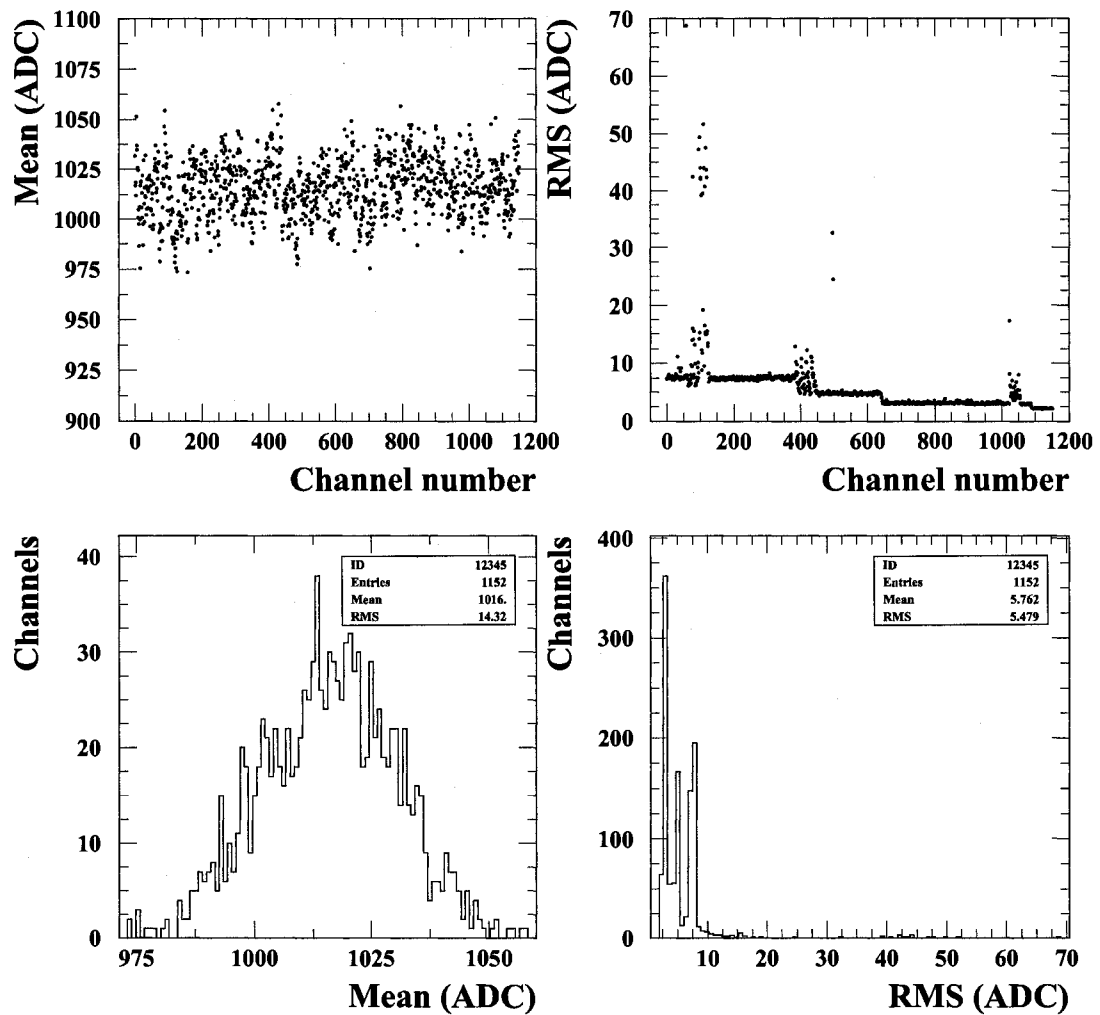 Mean (ADC)
1100
1075
1050
1025
1000
975
950
925
900
0 200 400 600 800 1000 1200
Channel number
RMS (ADC)
70
60
50
40
30
20
10
0
0 200 400 600 800 1000 1200
Channel number
Channels
40
30
20
10
0
ID 12345
Entries 1152
Mean 1016.
RMS 14.32
975 1000 1025 1050
Mean (ADC)
Channels
400
300
200
100
0
ID 12345
Entries 1152
Mean 5.762
RMS 5.479
10 20 30 40 50 60 70
RMS (ADC)